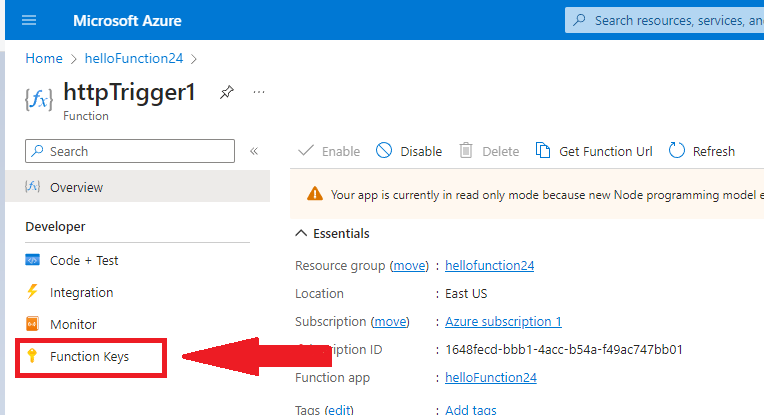 Microsoft Azure
Search resources, services, an
Home > helloFunction24 >
{fx} httpTrigger1 ...
Function
Search «
Enable Disable Delete Get Function Url Refresh
{fx} Overview
Your app is currently in read only mode because new Node programming model e
Developer
Essentials
Code + Test
Resource group (move) : hellofunction24
Integration
Location : East US
Monitor
Subscription (move) : Azure subscription 1
Function Keys
ID : 1648fecd-bbb1-4acc-b54a-f49ac747bb01
Function app : helloFunction24
Tags (edit) : Add tags